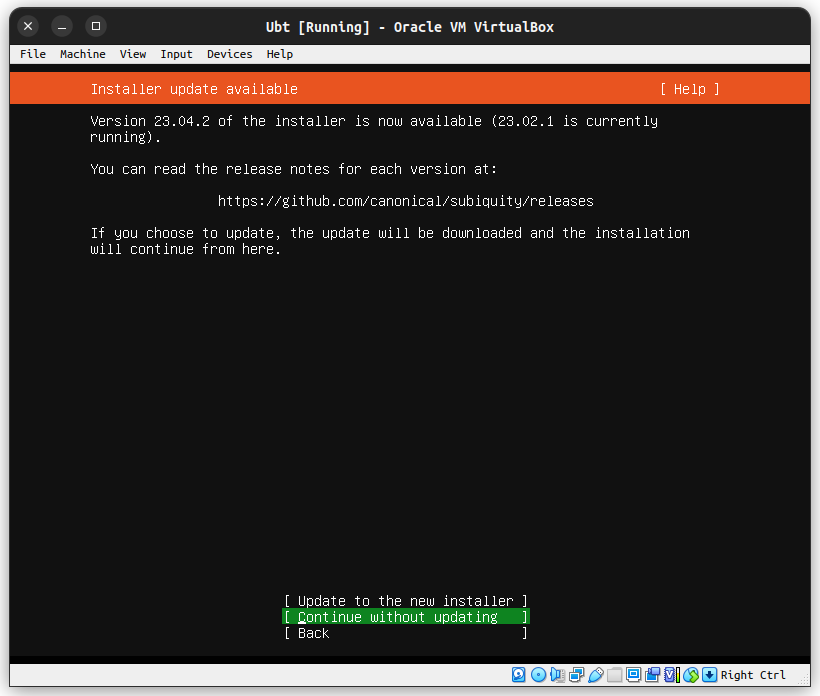 Ubt [Running] - Oracle VM VirtualBox
File Machine View Input Devices Help
Installer update available [ Help ]
Version 23.04.2 of the installer is now available (23.02.1 is currently
running).
You can read the release notes for each version at:
https://github.com/canonical/subiquity/releases
If you choose to update, the update will be downloaded and the installation
will continue from here.
[ Update to the new installer ]
[ Continue without updating ]
[ Back ]
Right Ctrl